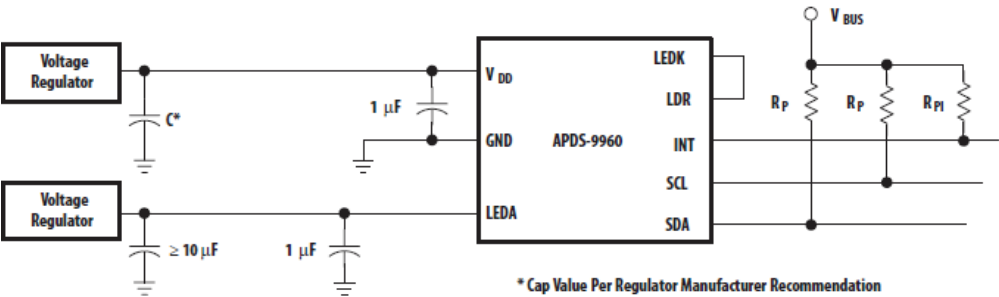 V BUS
Voltage
Regulator
V DD
LEDK
LDR
1 μF
C*
R P
R P
R PI
GND
APDS-9960
INT
SCL
Voltage
Regulator
LEDA
SDA
≥ 10 μF
1 μF
* Cap Value Per Regulator Manufacturer Recommendation